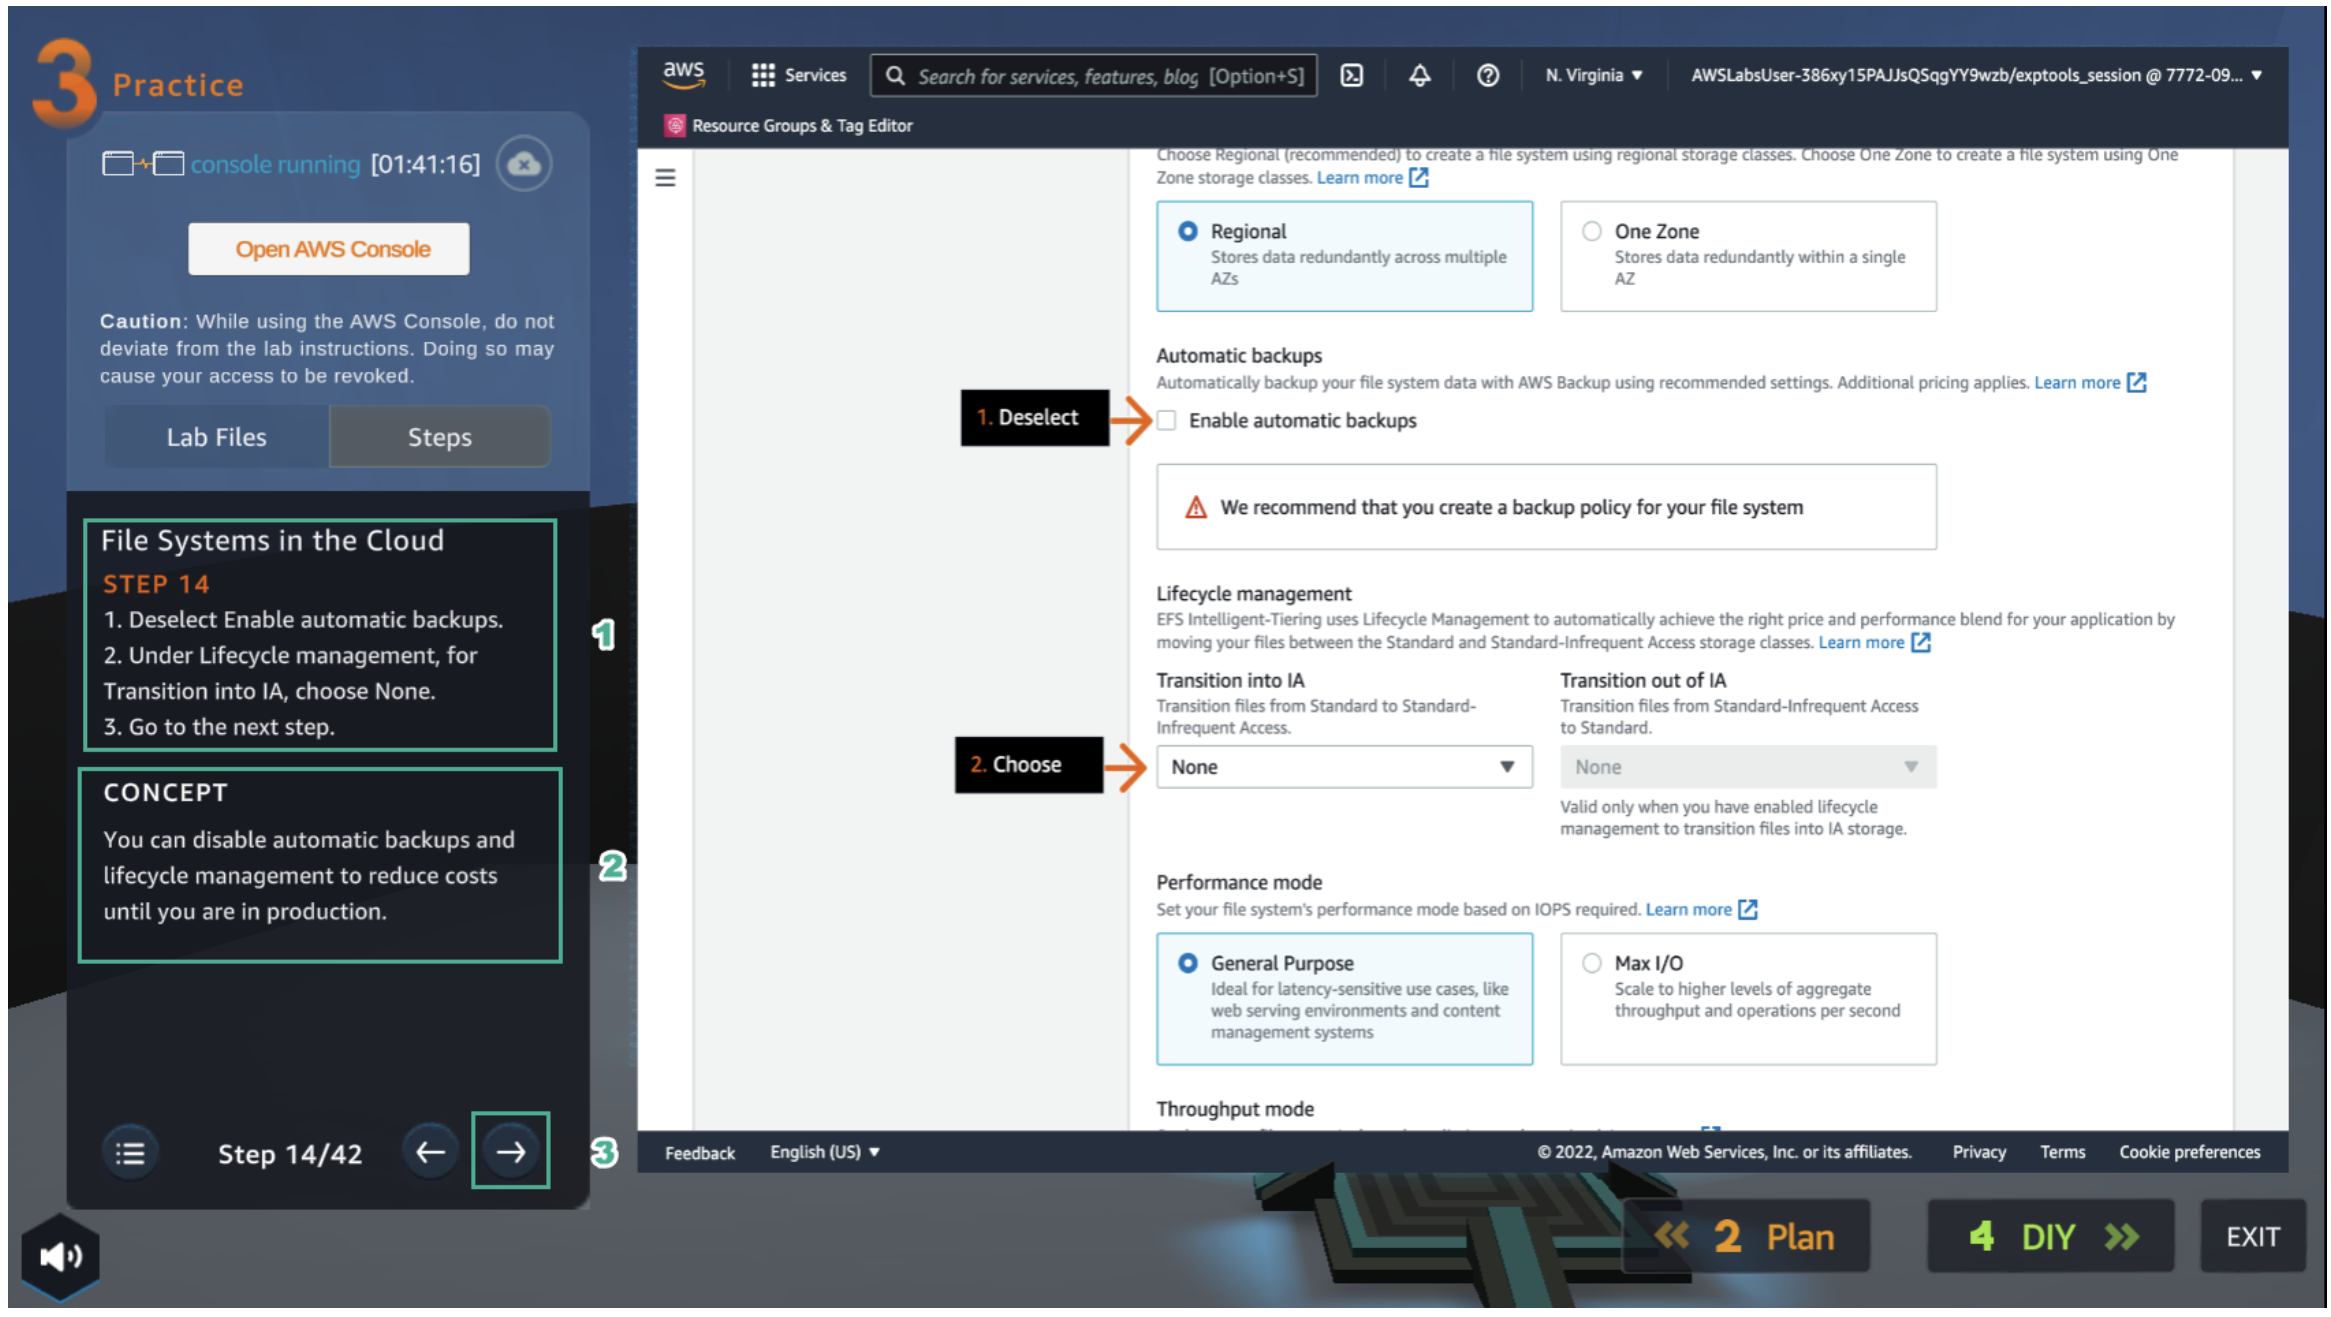 3 Practice
console running [01:41:16]
Open AWS Console
Caution: While using the AWS Console, do not
deviate from the lab instructions. Doing so may
cause your access to be revoked.
Lab Files
Steps
File Systems in the Cloud
STEP 14
1. Deselect Enable automatic backups.
2. Under Lifecycle management, for
Transition into IA, choose None.
3. Go to the next step.
1
CONCEPT
You can disable automatic backups and
lifecycle management to reduce costs
until you are in production.
2
Step 14/42
3
aws
Services
Search for services, features, blog [Option+S]
N. Virginia
AWSLabsUser-386xy15PAJJsQSqgYY9wzb/exptools_session @ 7772-09...
Resource Groups & Tag Editor
Choose Regional (recommended) to create a file system using regional storage classes. Choose One Zone to create a file system using One
Zone storage classes. Learn more
Regional
Stores data redundantly across multiple
AZs
One Zone
Stores data redundantly within a single
AZ
Automatic backups
Automatically backup your file system data with AWS Backup using recommended settings. Additional pricing applies. Learn more
1. Deselect
Enable automatic backups
We recommend that you create a backup policy for your file system
Lifecycle management
EFS Intelligent-Tiering uses Lifecycle Management to automatically achieve the right price and performance blend for your application by
moving your files between the Standard and Standard-Infrequent Access storage classes. Learn more
Transition into IA
Transition files from Standard to Standard-
Infrequent Access.
2. Choose
None
Transition out of IA
Transition files from Standard-Infrequent Access
to Standard.
None
Valid only when you have enabled lifecycle
management to transition files into IA storage.
Performance mode
Set your file system's performance mode based on IOPS required. Learn more
General Purpose
Ideal for latency-sensitive use cases, like
web serving environments and content
management systems
Max I/O
Scale to higher levels of aggregate
throughput and operations per second
Throughput mode
Feedback
English (US)
© 2022, Amazon Web Services, Inc. or its affiliates.
Privacy
Terms
Cookie preferences
2 Plan
4 DIY
EXIT